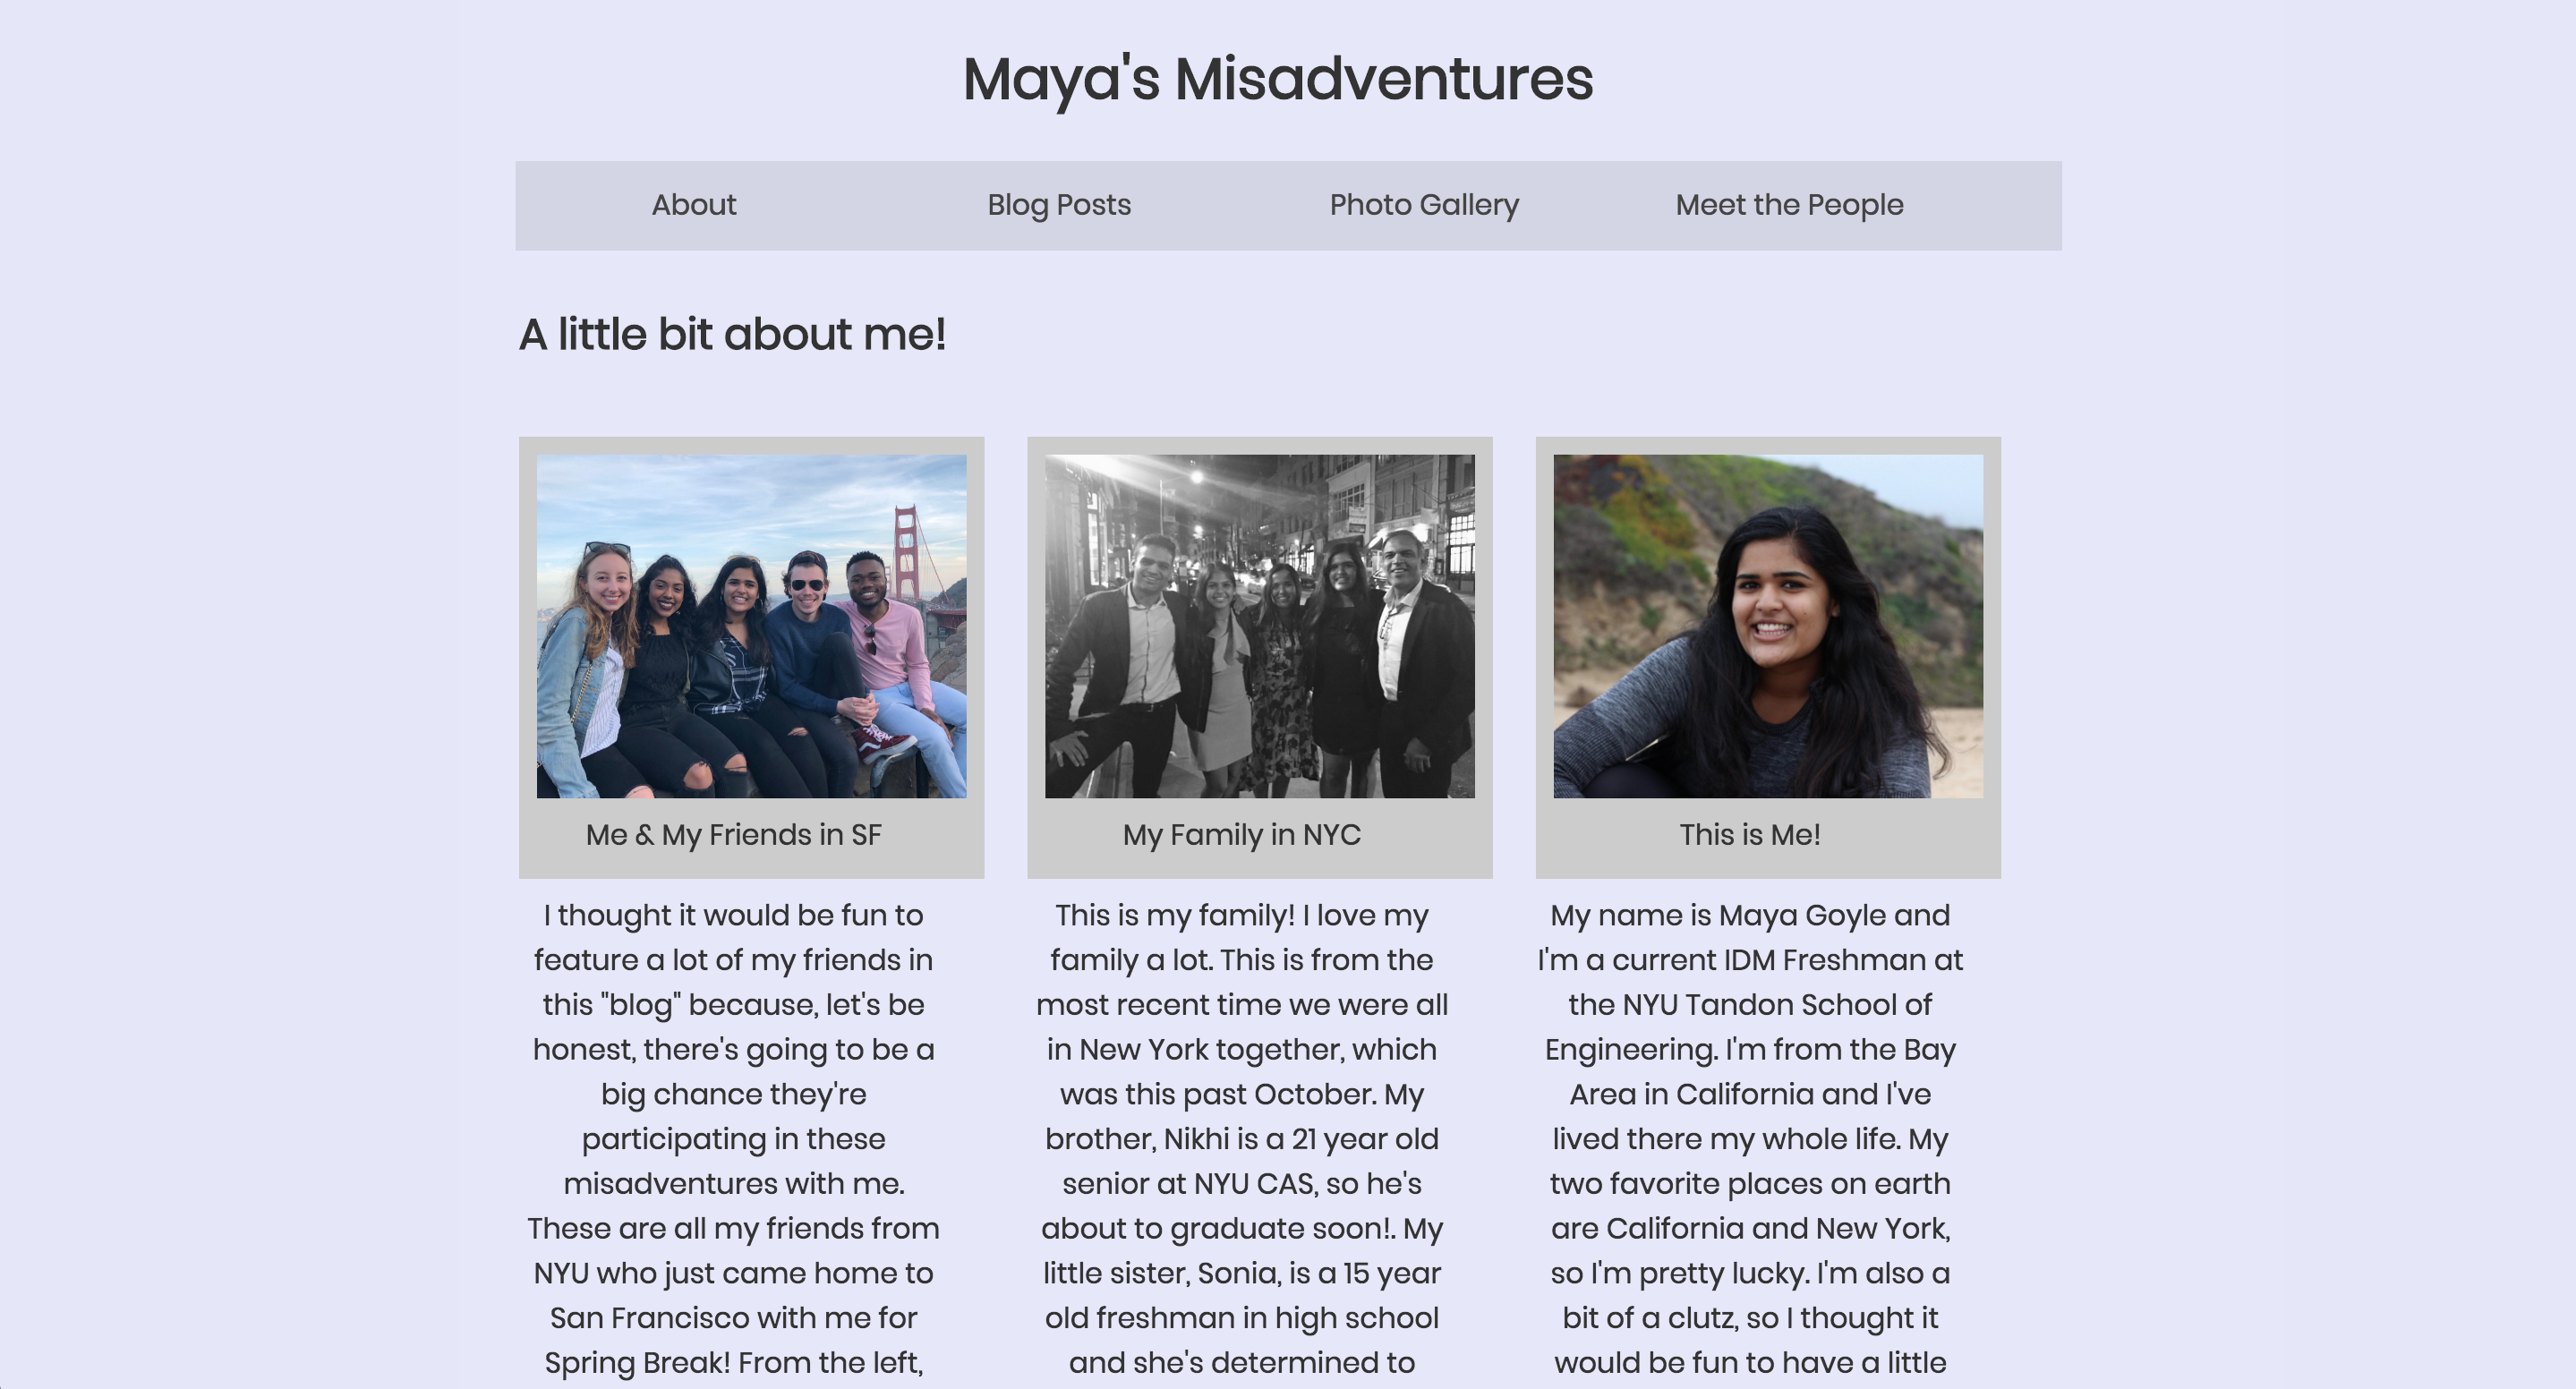 Maya's Misadventures
About Blog Posts Photo Gallery Meet the People
A little bit about me!
Me & My Friends in SF
I thought it would be fun to
feature a lot of my friends in
this "blog" because, let's be
honest, there's going to be a
big chance they're
participating in these
misadventures with me.
These are all my friends from
NYU who just came home to
San Francisco with me for
Spring Break! From the left,
My Family in NYC
This is my family! I love my
family a lot. This is from the
most recent time we were all
in New York together, which
was this past October. My
brother, Nikhi is a 21 year old
senior at NYU CAS, so he's
about to graduate soon!. My
little sister, Sonia, is a 15 year
old freshman in high school
and she's determined to
This is Me!
My name is Maya Goyle and
I'm a current IDM Freshman at
the NYU Tandon School of
Engineering. I'm from the Bay
Area in California and I've
lived there my whole life. My
two favorite places on earth
are California and New York,
so I'm pretty lucky. I'm also a
bit of a clutz, so I thought it
would be fun to have a little